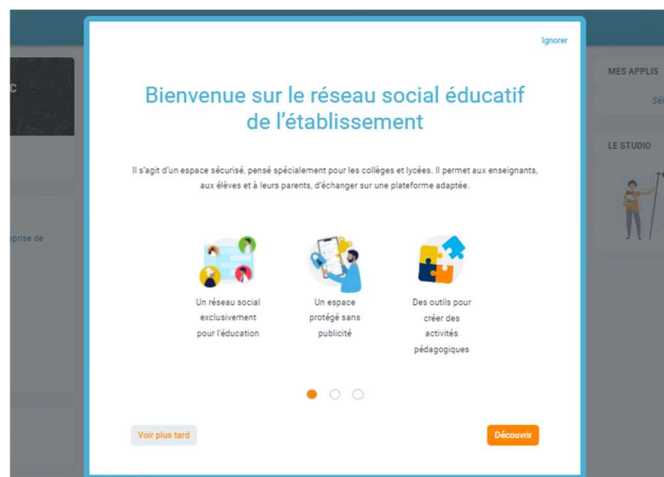 Ignorer
Bienvenue sur le réseau social éducatif
de l'établissement
Il s'agit d'un espace sécurisé, pensé spécialement pour les collèges et lycées. Il permet aux enseignants,
aux élèves et à leurs parents, d'échanger sur une plateforme adaptée.
Un réseau social
exclusivement
pour l'éducation
Un espace
protégé sans
publicité
Des outils pour
créer des
activités
pédagogiques
Voir plus tard
Découvrir
MES APPLIS
LE STUDIO